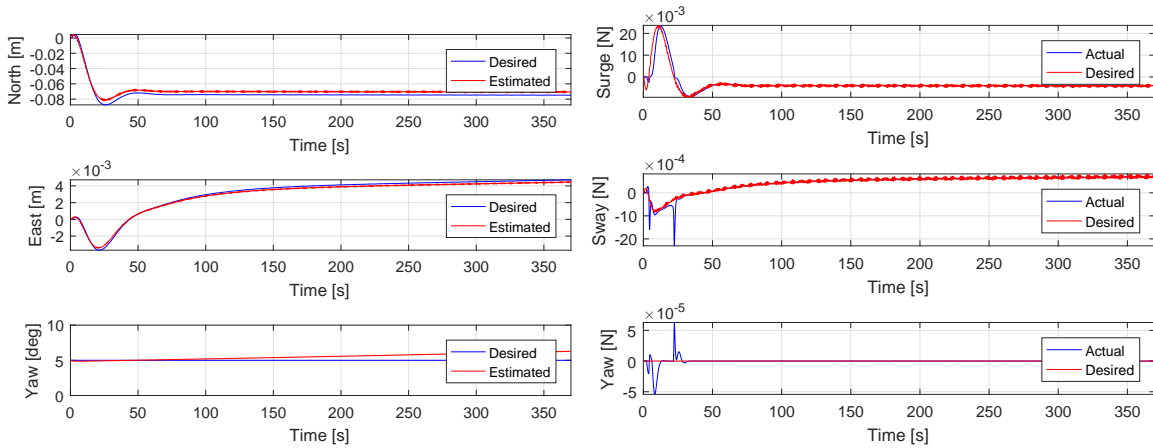 North [m]
0
-0.02
-0.04
-0.06
-0.08
0 50 100 150 200 250 300 350
Time [s]
Desired
Estimated
×10⁻³
East [m]
4
2
0
-2
0 50 100 150 200 250 300 350
Time [s]
Desired
Estimated
Yaw [deg]
10
5
0
0 50 100 150 200 250 300 350
Time [s]
Desired
Estimated
×10⁻³
Surge [N]
20
10
0
0 50 100 150 200 250 300 350
Time [s]
Actual
Desired
×10⁻⁴
Sway [N]
0
-10
-20
0 50 100 150 200 250 300 350
Time [s]
Actual
Desired
×10⁻⁵
Yaw [N]
5
0
-5
0 50 100 150 200 250 300 350
Time [s]
Actual
Desired